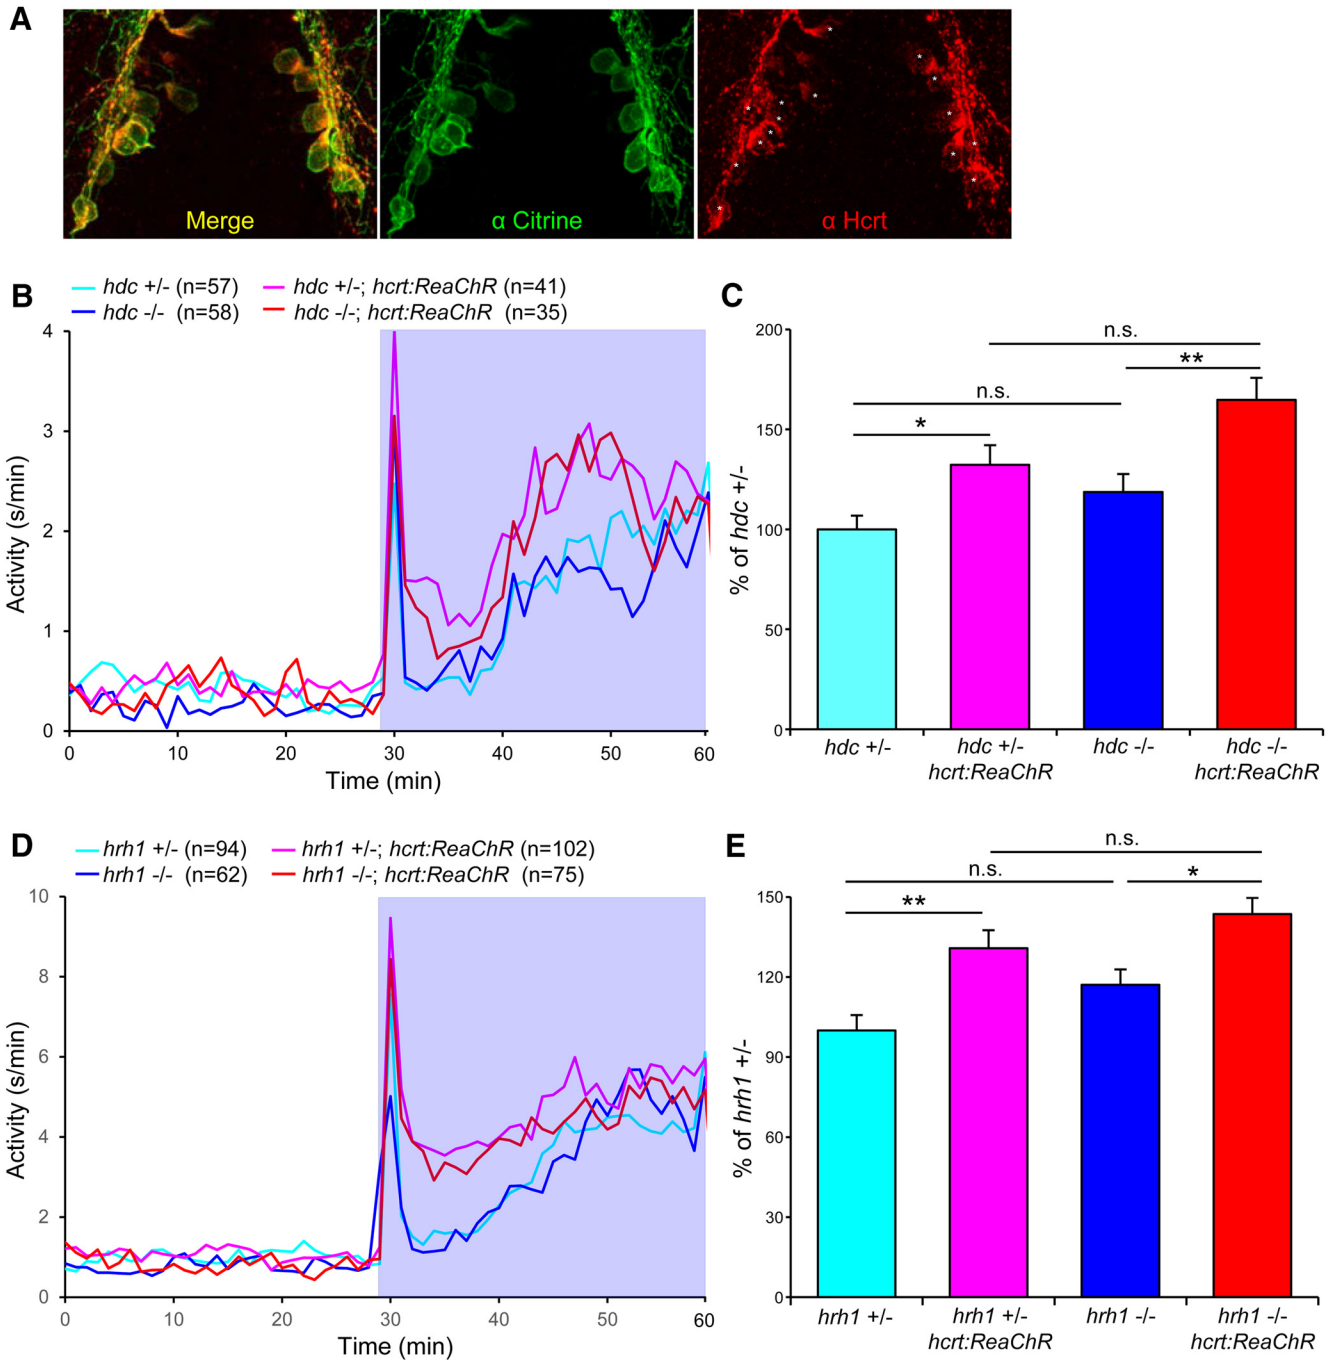 A
Merge
α Citrine
α Hcrt
B
hdc +/- (n=57)
hdc +/-; hcrt:ReaChR (n=41)
hdc -/- (n=58)
hdc -/-; hcrt:ReaChR (n=35)
Activity (s/min)
4
3
2
1
0
0 10 20 30 40 50 60
Time (min)
C
% of hdc +/-
200
150
100
50
0
n.s.
**
n.s.
*
hdc +/-
hdc +/-
hcrt:ReaChR
hdc -/-
hdc -/-
hcrt:ReaChR
D
hrh1 +/- (n=94)
hrh1 +/-; hcrt:ReaChR (n=102)
hrh1 -/- (n=62)
hrh1 -/-; hcrt:ReaChR (n=75)
Activity (s/min)
10
8
6
4
2
0
0 10 20 30 40 50 60
Time (min)
E
% of hrh1 +/-
150
120
90
60
30
0
n.s.
n.s.
*
**
hrh1 +/-
hrh1 +/-
hcrt:ReaChR
hrh1 -/-
hrh1 -/-
hcrt:ReaChR